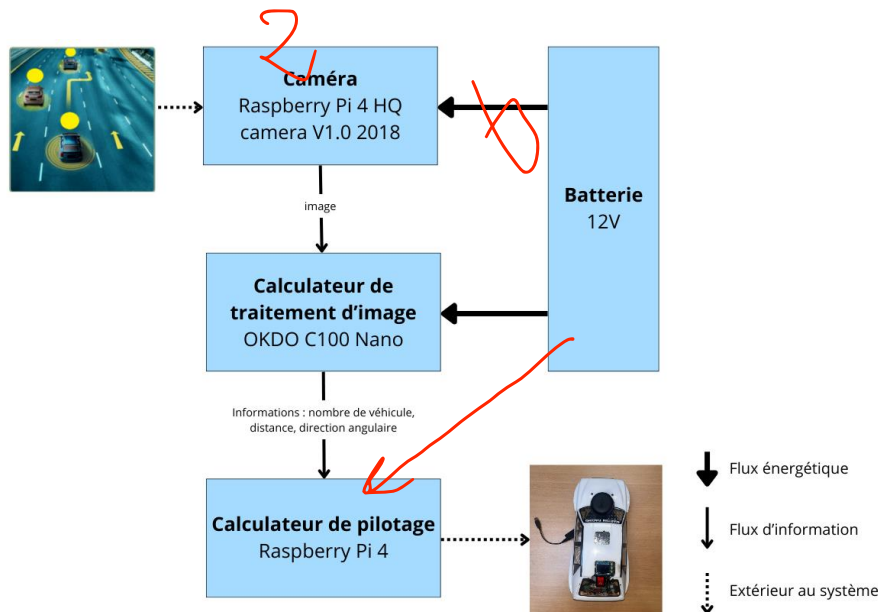 2
Caméra
Raspberry Pi 4 HQ
camera V1.0 2018
image
Batterie
12V
Calculateur de
traitement d'image
OKDO C100 Nano
Informations : nombre de véhicule,
distance, direction angulaire
Calculateur de pilotage
Raspberry Pi 4
Flux énergétique
Flux d'information
Extérieur au système